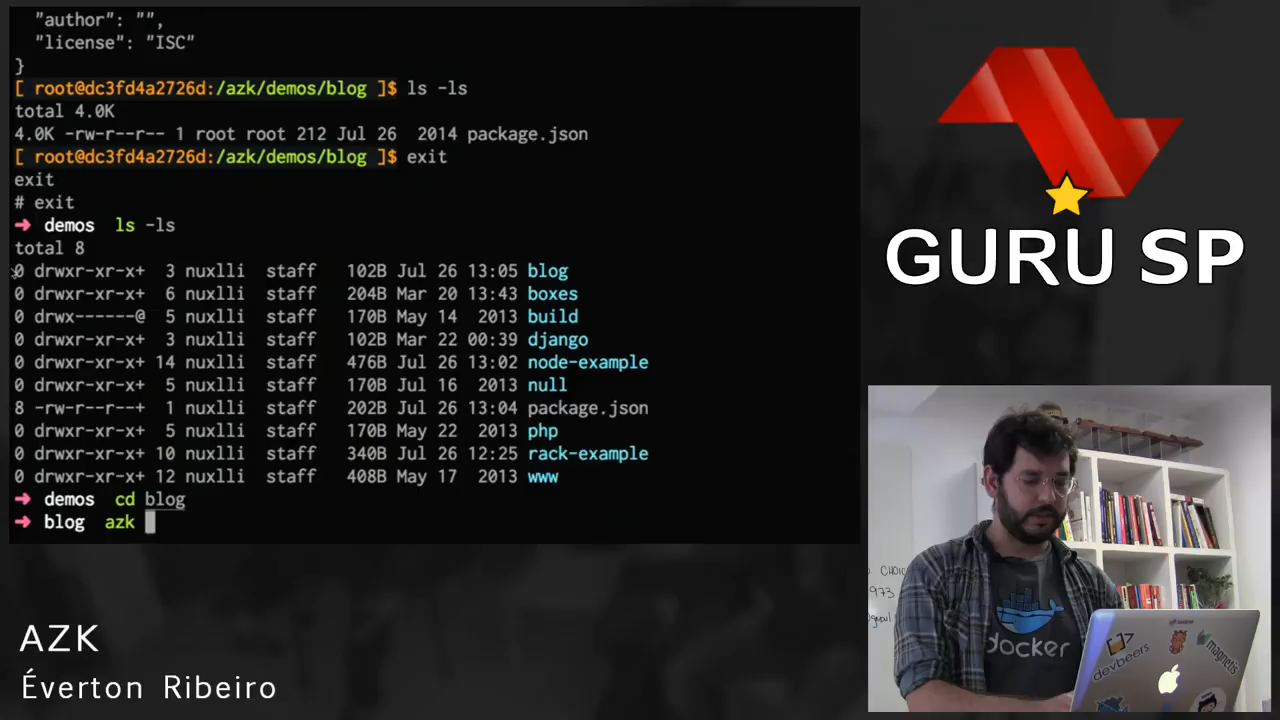 "author": "",
"license": "ISC"
}
[ root@dc3fd4a2726d:/azk/demos/blog ]$ ls -ls
total 4.0K
4.0K -rw-r--r-- 1 root root 212 Jul 26  2014 package.json
[ root@dc3fd4a2726d:/azk/demos/blog ]$ exit
exit
# exit
➜ demos ls -ls
total 8
0 drwxr-xr-x+ 3 nuxlli staff 102B Jul 26 13:05 blog
0 drwxr-xr-x+ 6 nuxlli staff 204B Mar 20 13:43 boxes
0 drwx------@ 5 nuxlli staff 170B May 14 2013 build
0 drwxr-xr-x+ 3 nuxlli staff 102B Mar 22 00:39 django
0 drwxr-xr-x+ 14 nuxlli staff 476B Jul 26 13:02 node-example
0 drwxr-xr-x+ 5 nuxlli staff 170B Jul 16 2013 null
8 -rw-r--r--+ 1 nuxlli staff 202B Jul 26 13:04 package.json
0 drwxr-xr-x+ 5 nuxlli staff 170B May 22 2013 php
0 drwxr-xr-x+ 10 nuxlli staff 340B Jul 26 12:25 rack-example
0 drwxr-xr-x+ 12 nuxlli staff 408B May 17 2013 www
➜ demos cd blog
➜ blog azk
GURU SP
CHOIC
973
@gmail
docker
devbeers
magnetis
AZK
Éverton Ribeiro